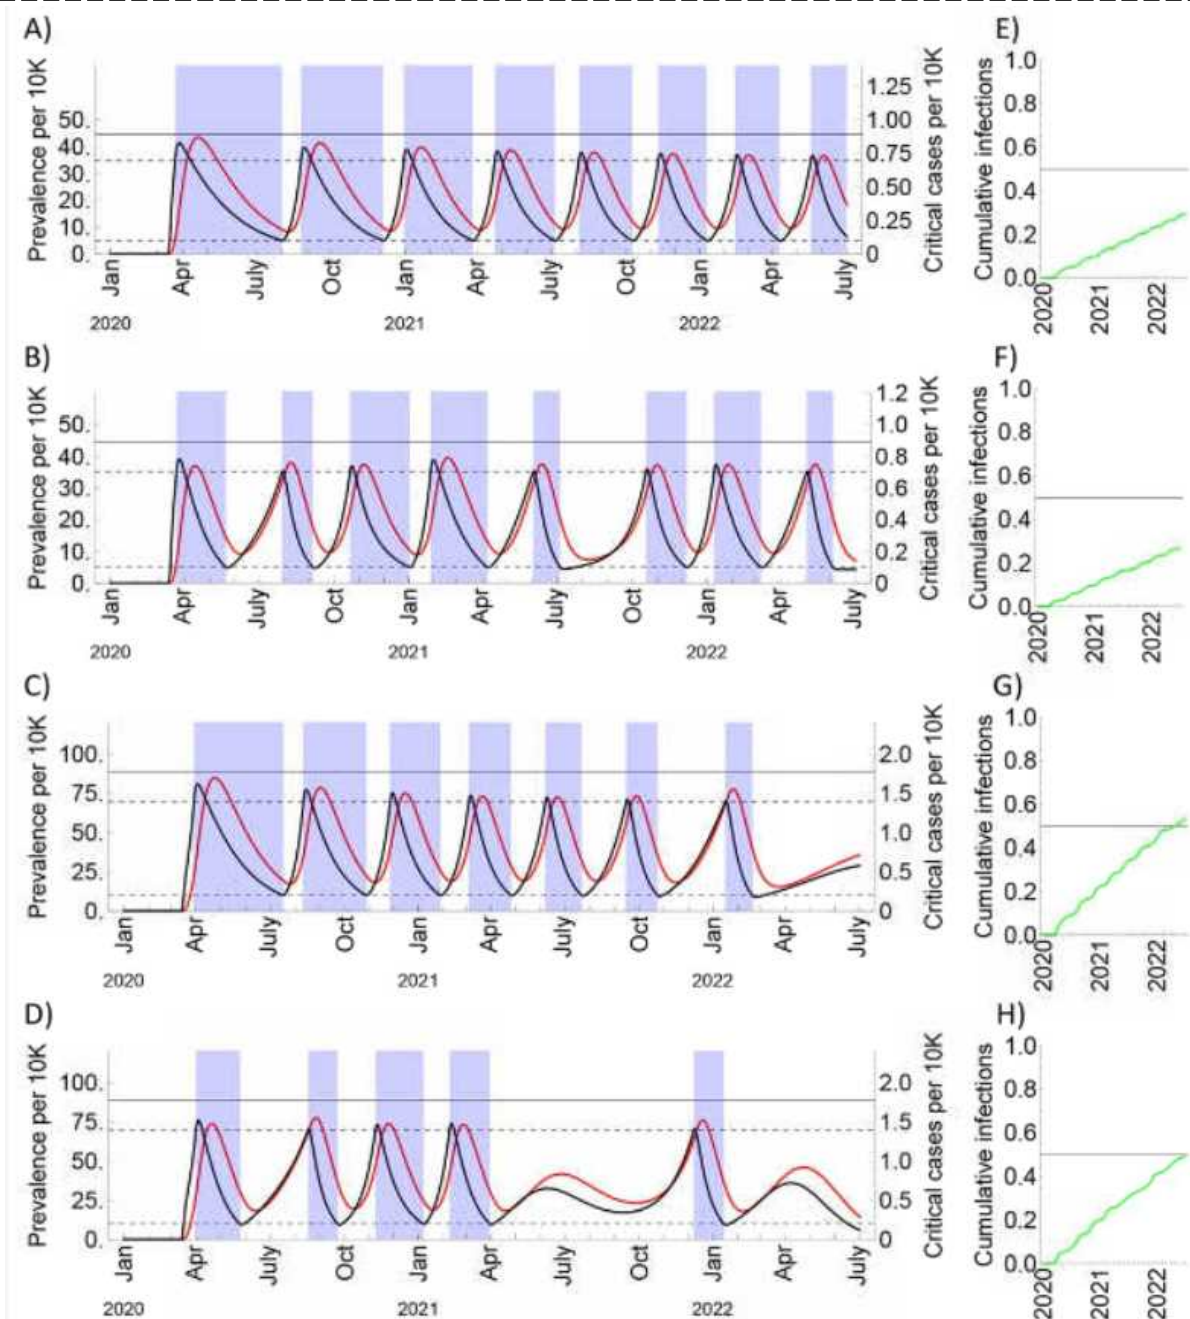 A)
Prevalence per 10K
50.
40.
30.
20.
10.
0.
1.25
1.00
0.75
0.50
0.25
0
Critical cases per 10K
Jan
Apr
July
Oct
Jan
Apr
July
Oct
Jan
Apr
July
2020
2021
2022
E)
Cumulative infections
1.0
0.8
0.6
0.4
0.2
0.0
2020
2021
2022
B)
Prevalence per 10K
50.
40.
30.
20.
10.
0.
1.2
1.0
0.8
0.6
0.4
0.2
0
Critical cases per 10K
Jan
Apr
July
Oct
Jan
Apr
July
Oct
Jan
Apr
July
2020
2021
2022
F)
Cumulative infections
1.0
0.8
0.6
0.4
0.2
0.0
2020
2021
2022
C)
Prevalence per 10K
100.
75.
50.
25.
0.
2.0
1.5
1.0
0.5
0
Critical cases per 10K
Jan
Apr
July
Oct
Jan
Apr
July
Oct
Jan
Apr
July
2020
2021
2022
G)
Cumulative infections
1.0
0.8
0.6
0.4
0.2
0.0
2020
2021
2022
D)
Prevalence per 10K
100.
75.
50.
25.
0.
2.0
1.5
1.0
0.5
0
Critical cases per 10K
Jan
Apr
July
Oct
Jan
Apr
July
Oct
Jan
Apr
July
2020
2021
2022
H)
Cumulative infections
1.0
0.8
0.6
0.4
0.2
0.0
2020
2021
2022